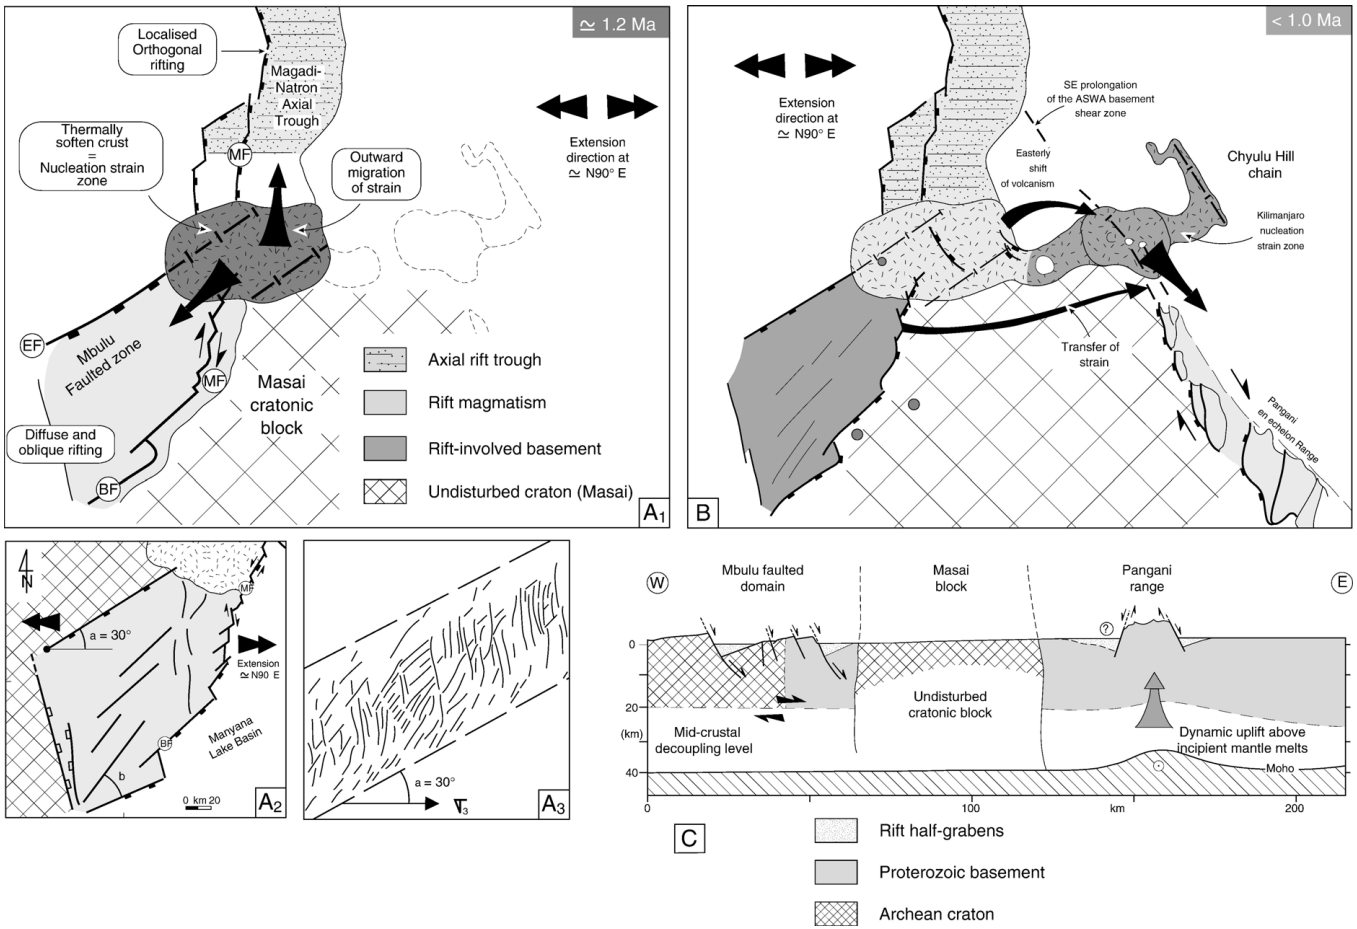 ≃ 1.2 Ma
Localised
Orthogonal
rifting
Magadi-
Natron
Axial
Trough
Extension
direction at
≃ N90° E
Thermally
soften crust
=
Nucleation strain
zone
MF
Outward
migration
of strain
EF
Mbulu
Faulted zone
MF
Masai
cratonic
block
Diffuse and
oblique rifting
BF
Axial rift trough
Rift magmatism
Rift-involved basement
Undisturbed craton (Masai)
A1
< 1.0 Ma
Extension
direction at
≃ N90° E
SE prolongation
of the ASWA basement
shear zone
Easterly
shift
of volcanism
Chyulu Hill
chain
Kilimanjaro
nucleation
strain zone
Transfer of
strain
Pangani
en echelon Range
B
N
MF
a = 30°
Extension
≃ N90 E
Manyana
Lake Basin
BF
b
0 km 20
A2
a = 30°
σ3
A3
W
Mbulu faulted
domain
Masai
block
Pangani
range
E
?
0
20
(km)
40
Mid-crustal
decoupling level
Undisturbed
cratonic block
Dynamic uplift above
incipient mantle melts
Moho
0
100
km
200
C
Rift half-grabens
Proterozoic basement
Archean craton